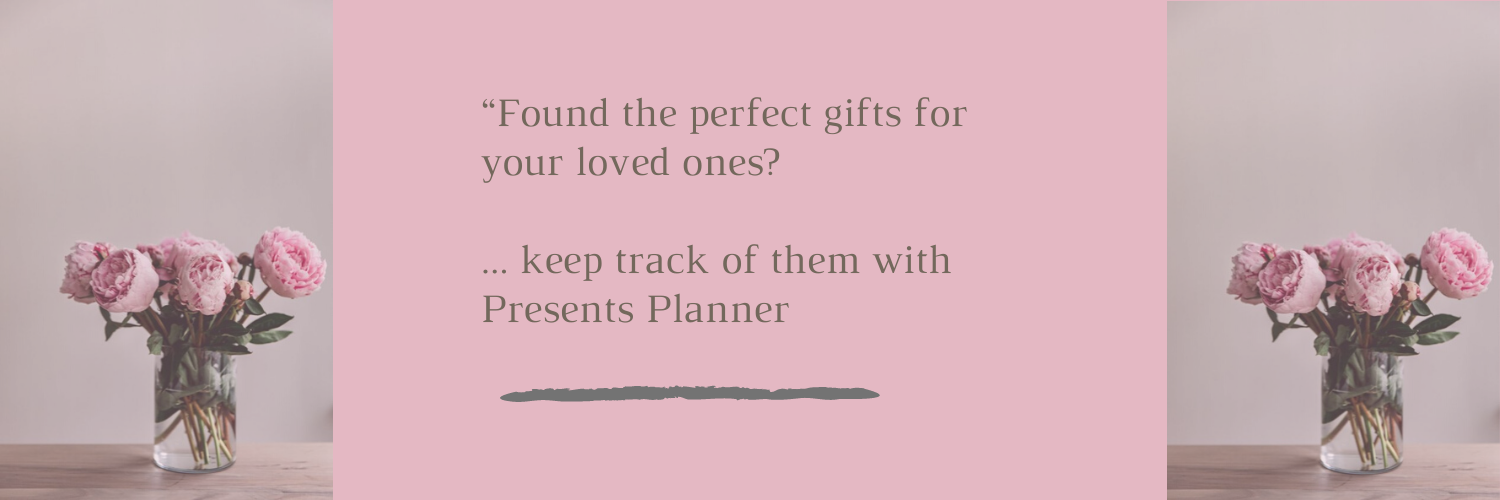 “Found the perfect gifts for
your loved ones?
... keep track of them with
Presents Planner